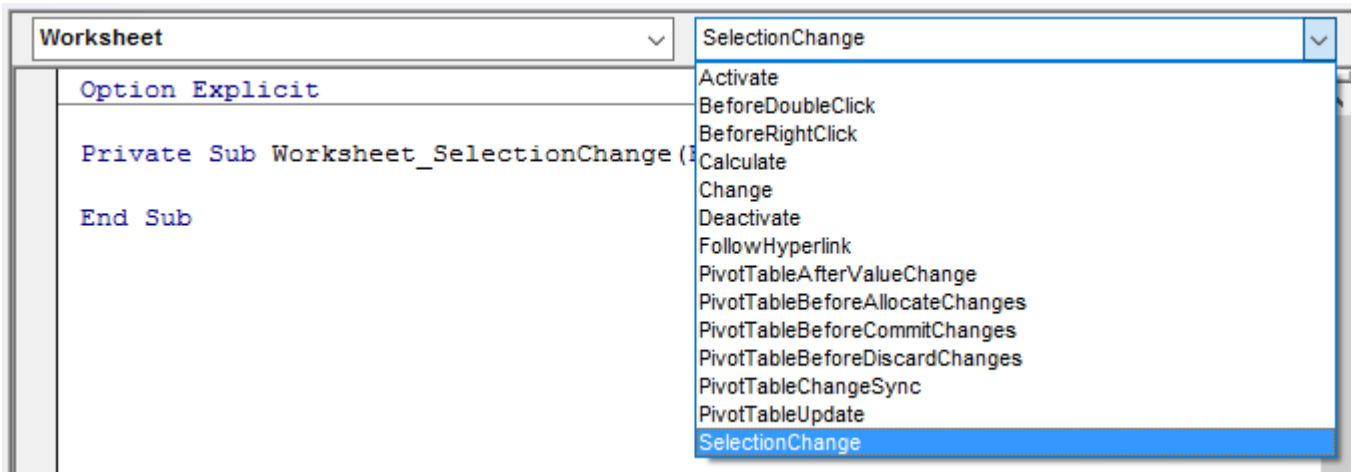 Worksheet
SelectionChange
Option Explicit
Private Sub Worksheet_SelectionChange(
End Sub
Activate
BeforeDoubleClick
BeforeRightClick
Calculate
Change
Deactivate
FollowHyperlink
PivotTableAfterValueChange
PivotTableBeforeAllocateChanges
PivotTableBeforeCommitChanges
PivotTableBeforeDiscardChanges
PivotTableChangeSync
PivotTableUpdate
SelectionChange